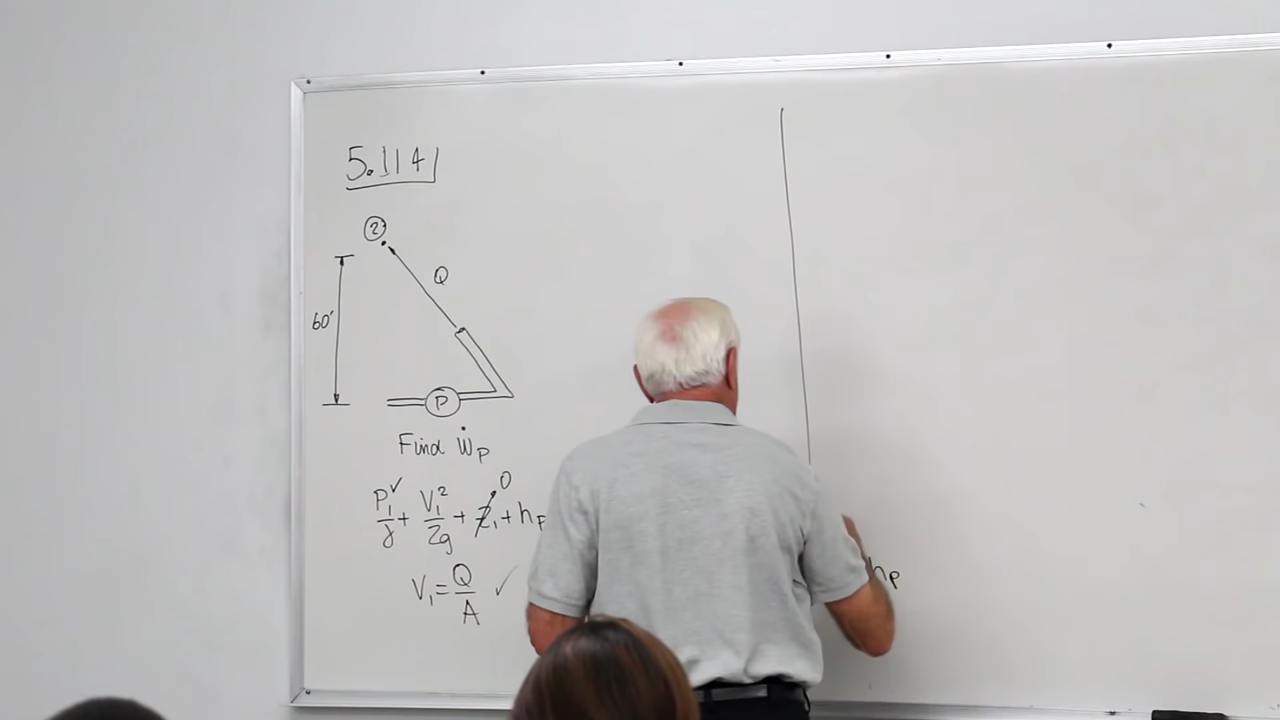 5.114
2
Q
60'
P
Find ẆP
P₁/γ + V₁²/2g + z₁ 0 + hP
V₁ = Q/A ✓
hP